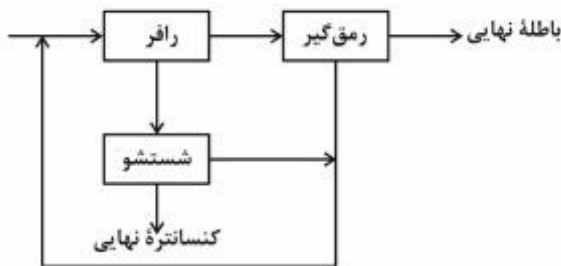 رافر
رمق‌گیر
باطلهٔ نهایی
شستشو
کنسانترهٔ نهایی